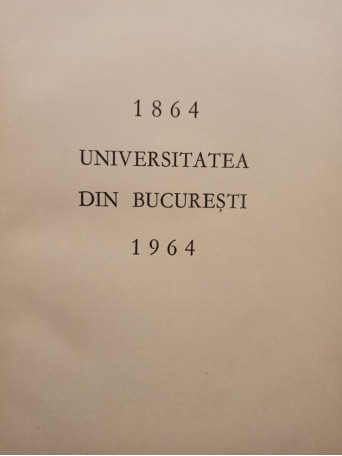 1864
UNIVERSITATEA
DIN BUCUREȘTI
1964